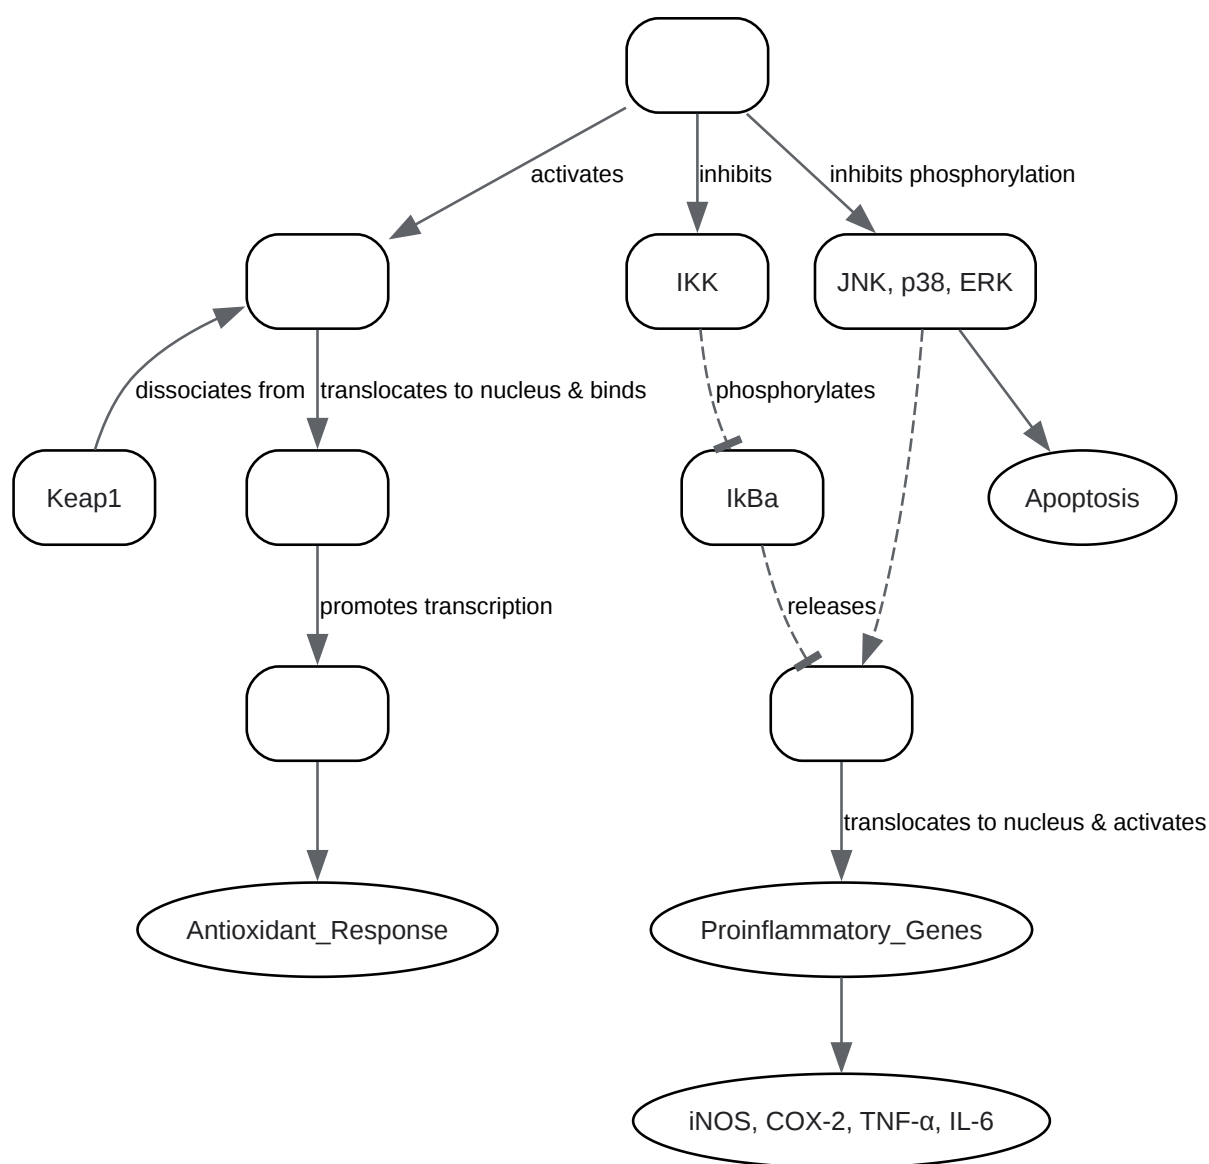 activates
inhibits
inhibits phosphorylation
IKK
JNK, p38, ERK
dissociates from
translocates to nucleus & binds
phosphorylates
Keap1
IkBa
Apoptosis
promotes transcription
releases
translocates to nucleus & activates
Antioxidant_Response
Proinflammatory_Genes
iNOS, COX-2, TNF-α, IL-6